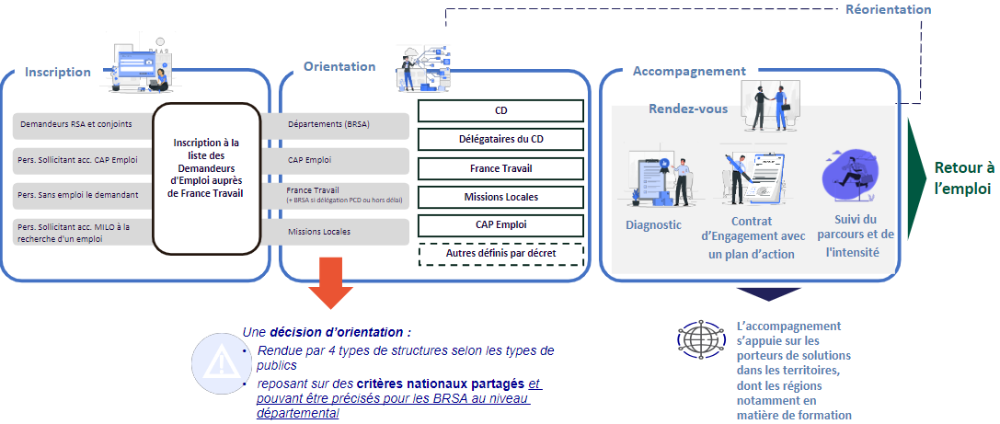 Réorientation
Inscription
Demandeurs RSA et conjoints
Pers. Sollicitant acc. CAP Emploi
Pers. Sans emploi le demandant
Pers. Sollicitant acc. MILO à la
recherche d'un emploi
Inscription à la
liste des
Demandeurs
d'Emploi auprès
de France Travail
Orientation
Départements (BRSA)
CAP Emploi
France Travail
(+ BRSA si délégation PCD ou hors délai)
Missions Locales
CD
Délégataires du CD
France Travail
Missions Locales
CAP Emploi
Autres définis par décret
Accompagnement
Rendez-vous
Diagnostic
Contrat
d’Engagement avec
un plan d’action
Suivi du
parcours et de
l'intensité
Retour à
l’emploi
Une décision d’orientation :
• Rendue par 4 types de structures selon les types de
publics
• reposant sur des critères nationaux partagés et
pouvant être précisés pour les BRSA au niveau
départemental
L’accompagnement
s’appuie sur les
porteurs de solutions
dans les territoires,
dont les régions
notamment en
matière de formation